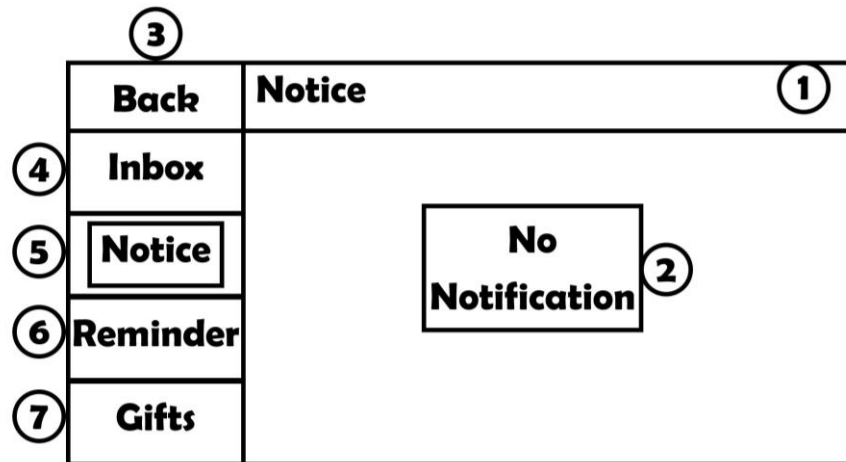 3
Back
Notice
1
4
Inbox
5
Notice
No
Notification
2
6
Reminder
7
Gifts